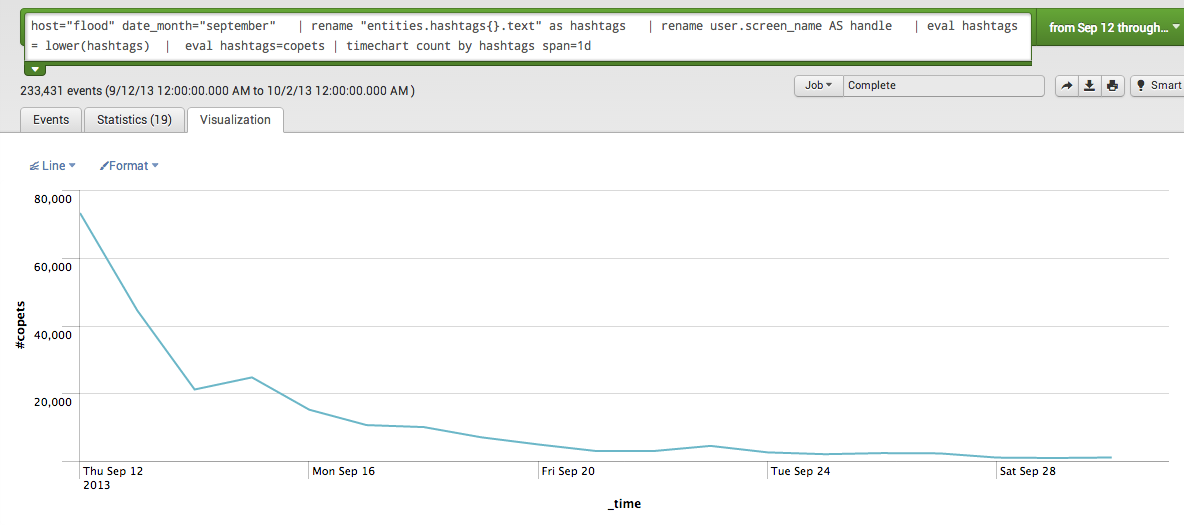 host="flood" date_month="september" | rename "entities.hashtags{}.text" as hashtags | rename user.screen_name AS handle | eval hashtags
= lower(hashtags) | eval hashtags=copets | timechart count by hashtags span=1d
from Sep 12 through...
233,431 events (9/12/13 12:00:00.000 AM to 10/2/13 12:00:00.000 AM )
Job
Complete
Smart
Events
Statistics (19)
Visualization
Line
Format
80,000
60,000
40,000
20,000
#copets
Thu Sep 12
2013
Mon Sep 16
Fri Sep 20
Tue Sep 24
Sat Sep 28
_time